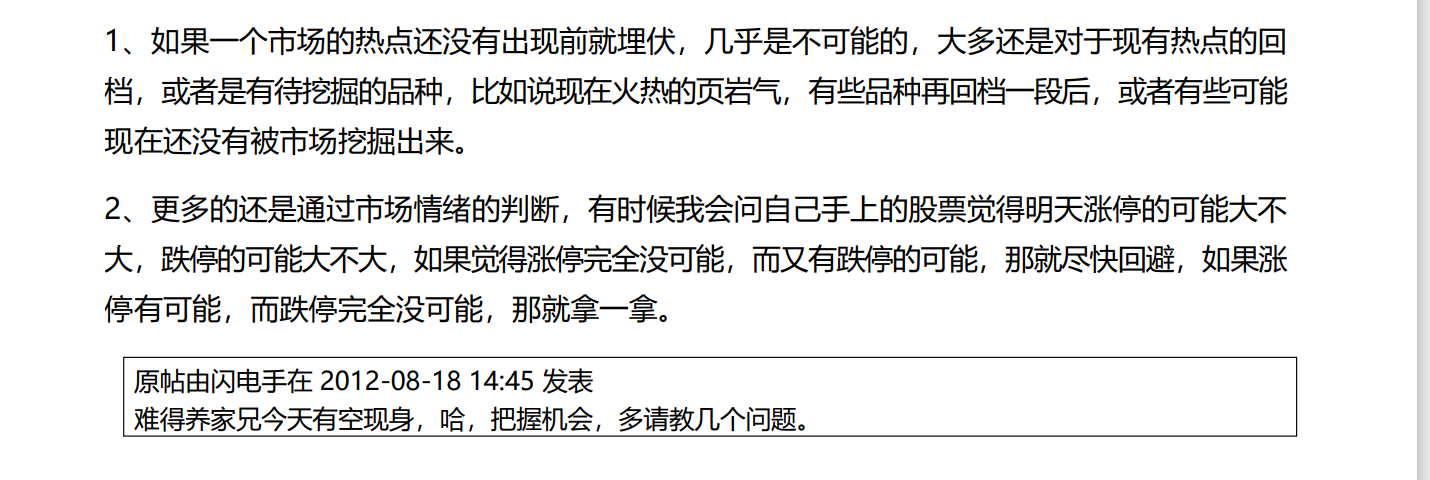 1、如果一个市场的热点还没有出现前就埋伏，几乎是不可能的，大多还是对于现有热点的回
档，或者是有待挖掘的品种，比如说现在火热的页岩气，有些品种再回档一段后，或者有些可能
现在还没有被市场挖掘出来。
2、更多的还是通过市场情绪的判断，有时候我会问自己手上的股票觉得明天涨停的可能大不
大，跌停的可能大不大，如果觉得涨停完全没可能，而又有跌停的可能，那就尽快回避，如果涨
停有可能，而跌停完全没可能，那就拿一拿。
原帖由闪电手在 2012-08-18 14:45 发表
难得养家兄今天有空现身，哈，把握机会，多请教几个问题。